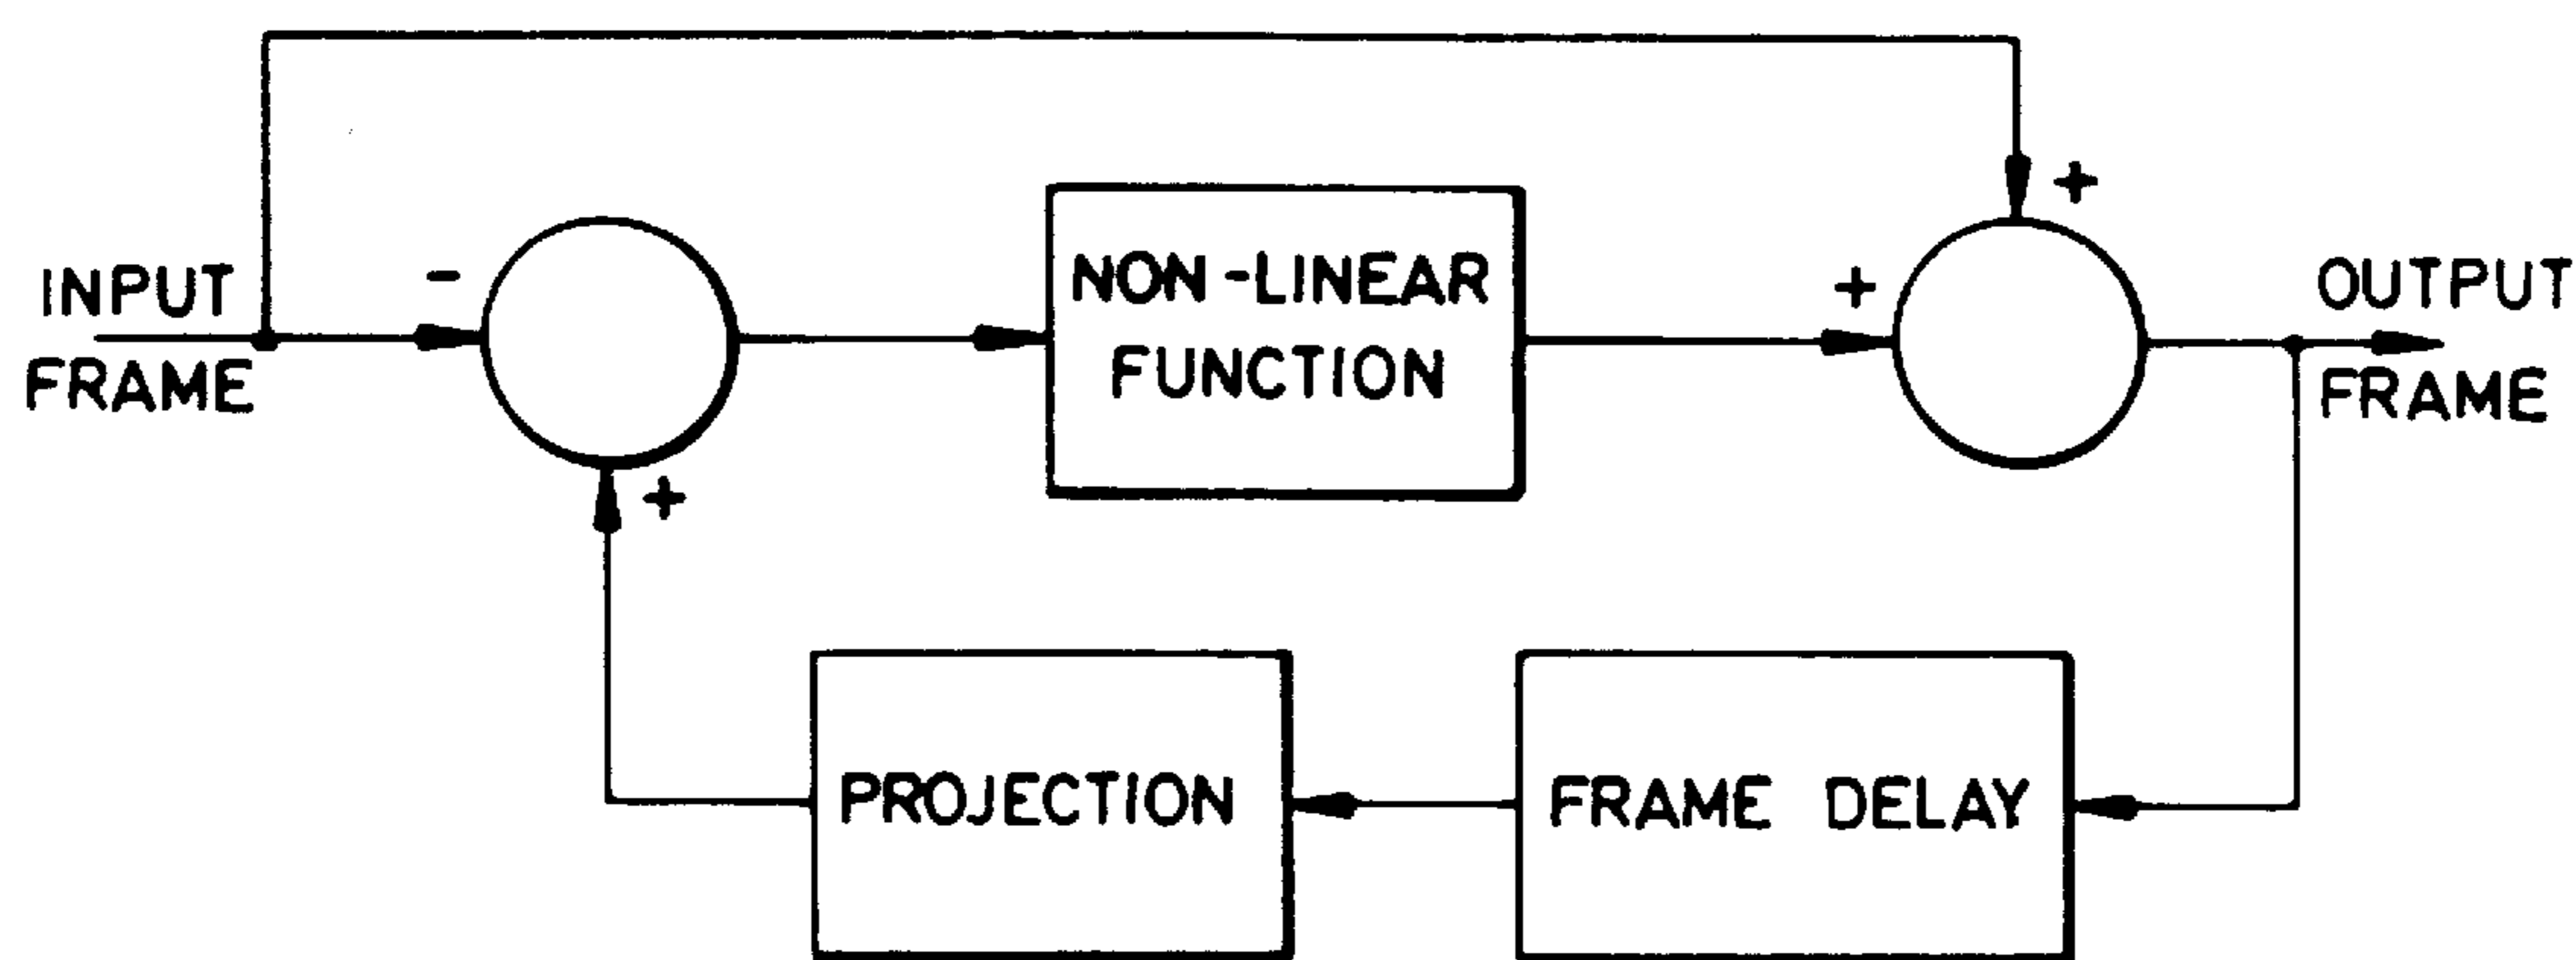 INPUT
FRAME
-
+
NON-LINEAR
FUNCTION
+
+
OUTPUT
FRAME
PROJECTION
FRAME DELAY